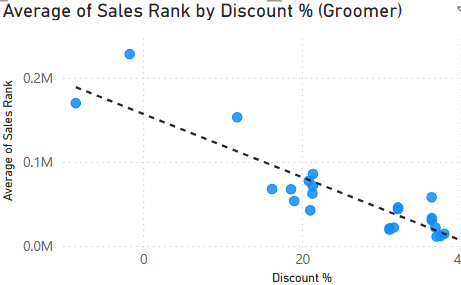 Average of Sales Rank by Discount % (Groomer)
Average of Sales Rank
0.2M
0.1M
0.0M
0
20
Discount %